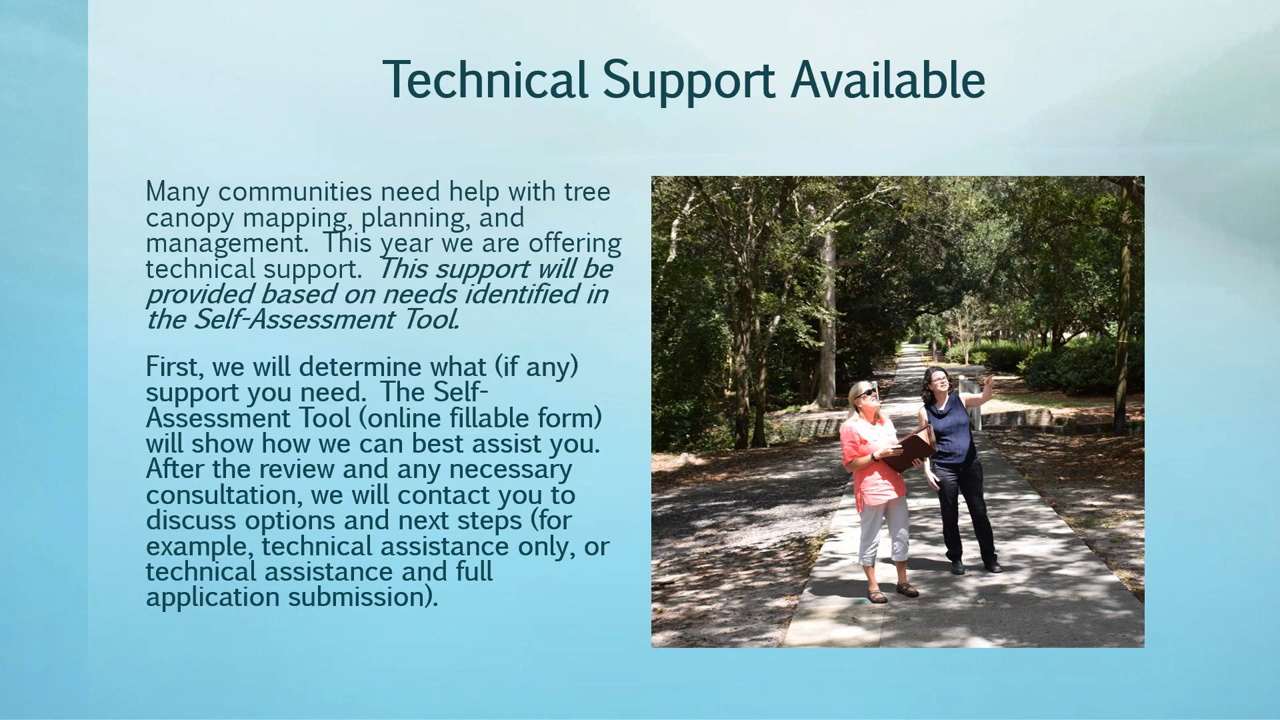 Technical Support Available
Many communities need help with tree
canopy mapping, planning, and
management.  This year we are offering
technical support.  This support will be
provided based on needs identified in
the Self-Assessment Tool.
First, we will determine what (if any)
support you need.  The Self-
Assessment Tool (online fillable form)
will show how we can best assist you.
After the review and any necessary
consultation, we will contact you to
discuss options and next steps (for
example, technical assistance only, or
technical assistance and full
application submission).